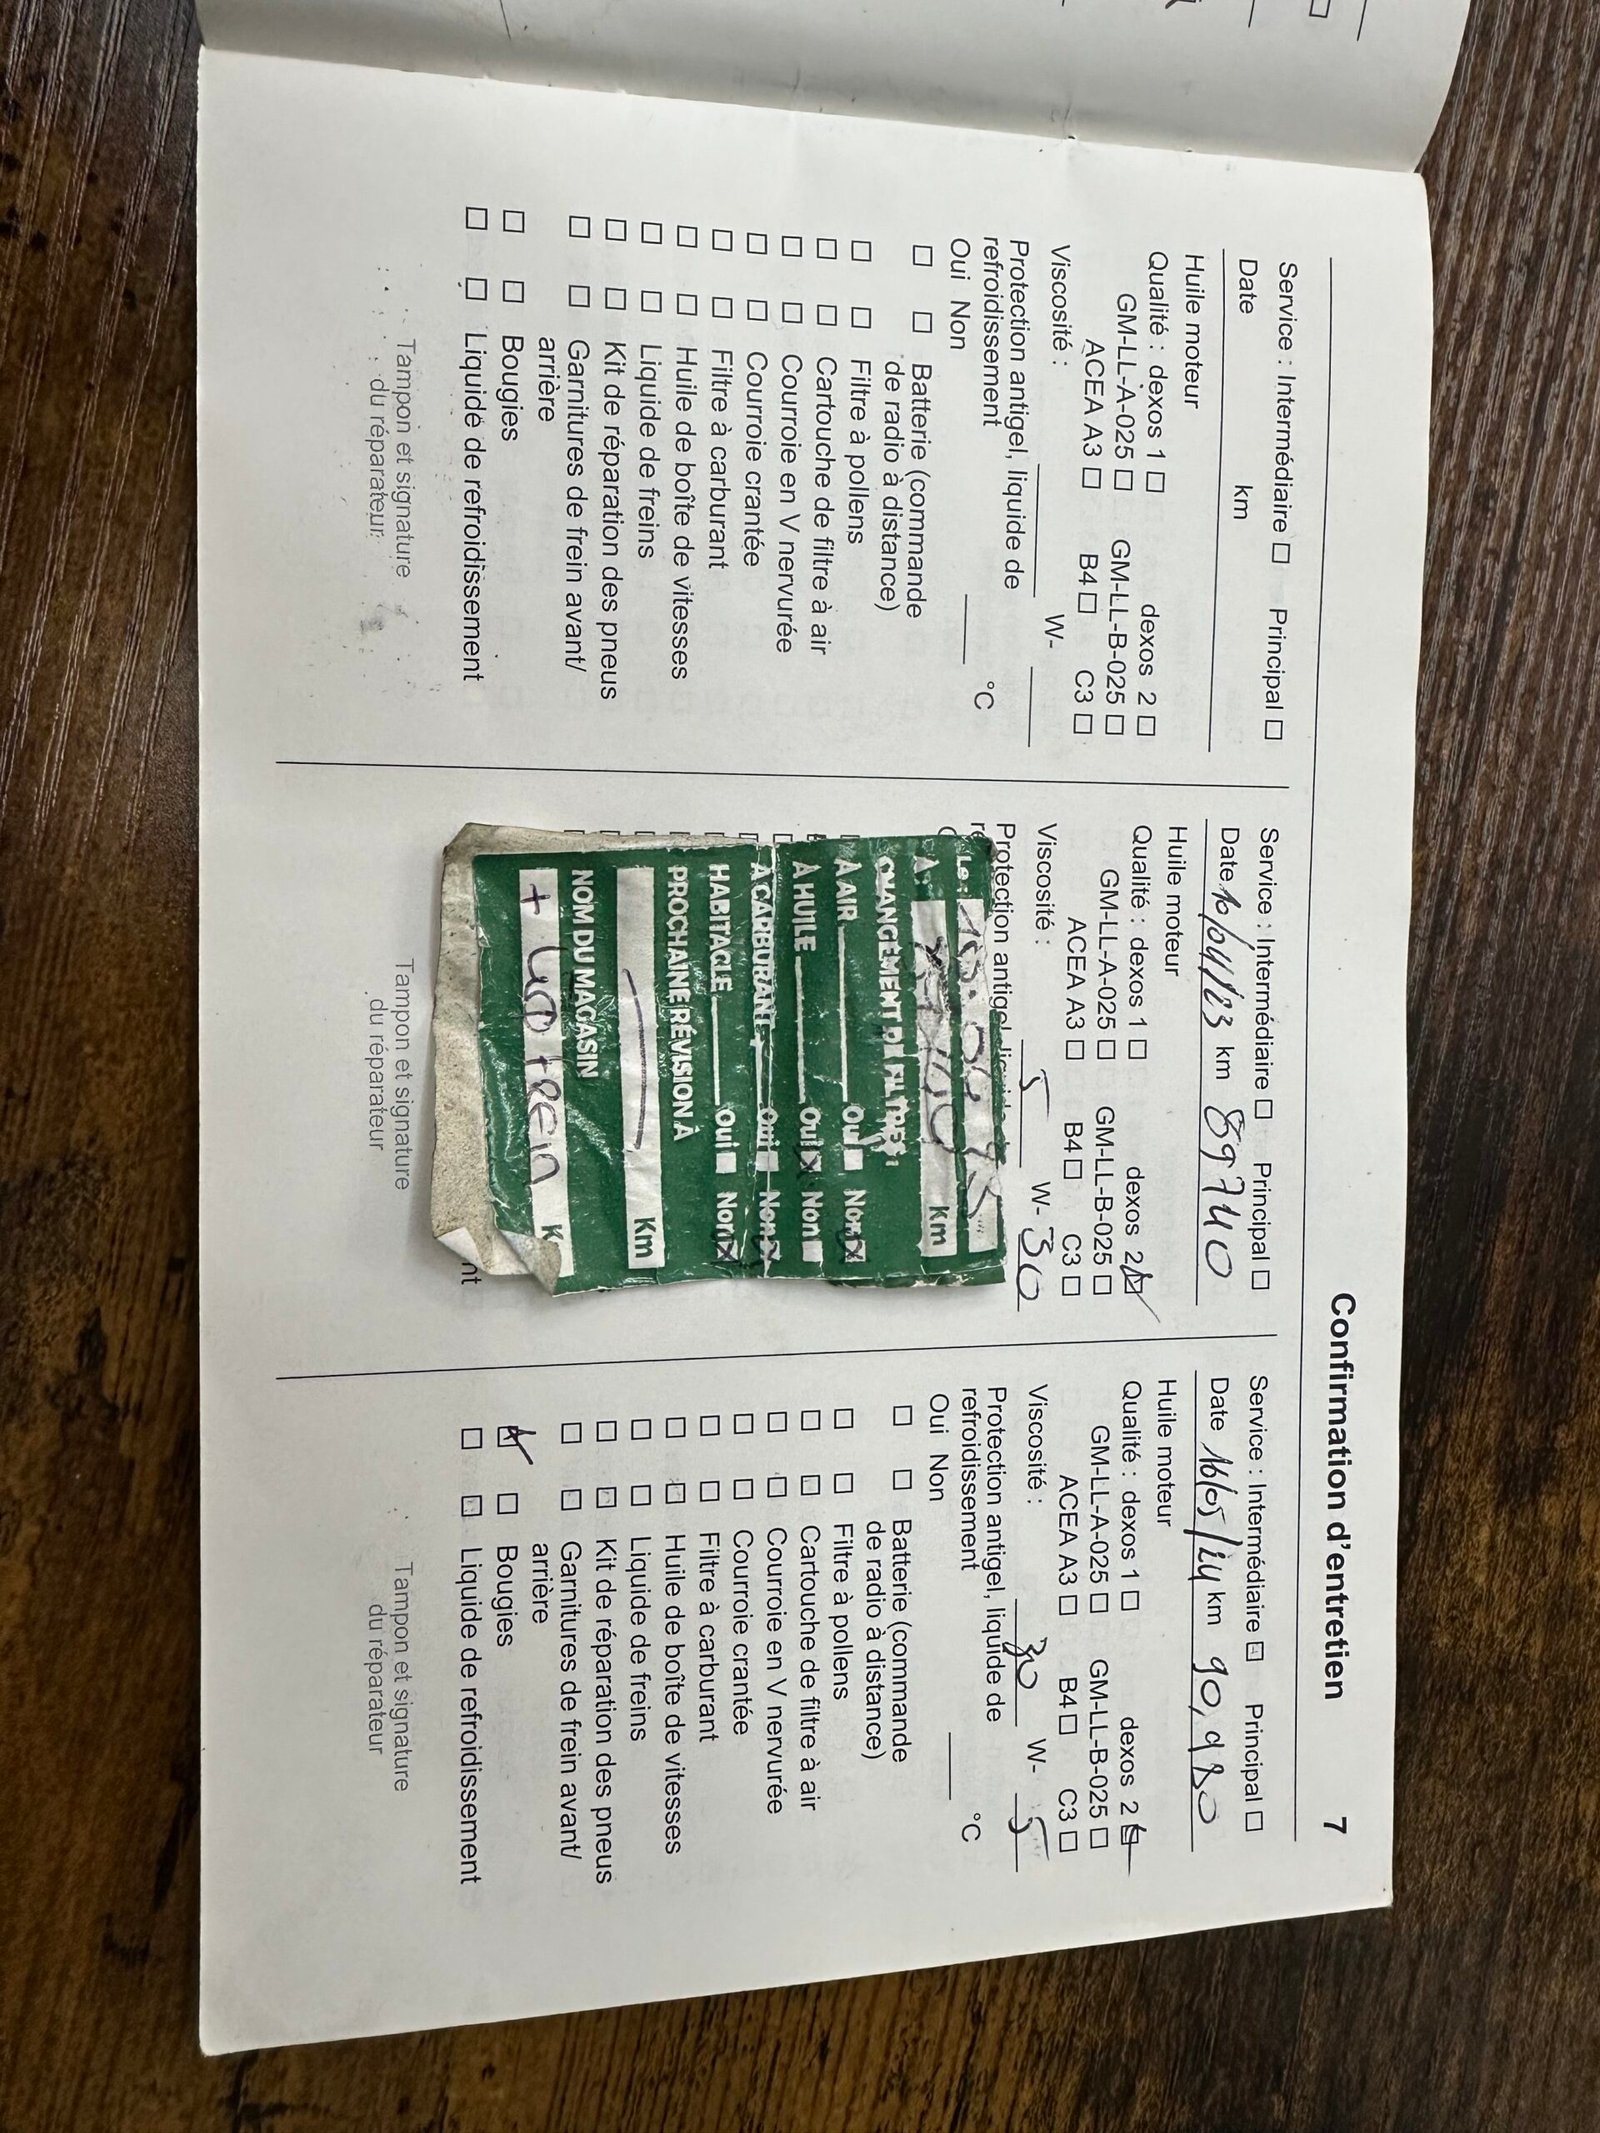 Confirmation d'entretien 7
Service : Intermédiaire ☐ Principal ☐
Date km
Huile moteur
Qualité : dexos 1 ☐ dexos 2 ☐
GM-LL-A-025 ☐ GM-LL-B-025 ☐
ACEA A3 ☐ B4 ☐ C3 ☐
Viscosité : W-
Protection antigel, liquide de
refroidissement °C
Oui Non
☐ ☐ Batterie (commande
de radio à distance)
☐ ☐ Filtre à pollens
☐ ☐ Cartouche de filtre à air
☐ ☐ Courroie en V nervurée
☐ ☐ Courroie crantée
☐ ☐ Filtre à carburant
☐ ☐ Huile de boîte de vitesses
☐ ☐ Liquide de freins
☐ ☐ Kit de réparation des pneus
☐ ☐ Garnitures de frein avant/
arrière
☐ ☐ Bougies
☐ ☐ Liquide de refroidissement
Tampon et signature
du réparateur
Service : Intermédiaire ☐ Principal ☐
Date 10/04/23 km 89740
Huile moteur
Qualité : dexos 1 ☐ dexos 2 ☑
GM-LL-A-025 ☐ GM-LL-B-025 ☐
ACEA A3 ☐ B4 ☐ C3 ☐
Viscosité : 5 W-30
Protection antigel
Le :
À : Km
CHANGEMENT DE FILTRES :
À AIR Oui ☐ Non ☒
À HUILE Oui ☒ Non ☐
À CARBURANT Oui ☐ Non ☒
HABITACLE Oui ☐ Non ☒
PROCHAINE RÉVISION À
Km
NOM DU MAGASIN
+ K
nt
Tampon et signature
du réparateur
Service : Intermédiaire ☑ Principal ☐
Date 16/05/24 km 90,980
Huile moteur
Qualité : dexos 1 ☐ dexos 2 ☑
GM-LL-A-025 ☐ GM-LL-B-025 ☐
ACEA A3 ☐ B4 ☐ C3 ☐
Viscosité : 30 W- 5
Protection antigel, liquide de
refroidissement °C
Oui Non
☐ ☐ Batterie (commande
de radio à distance)
☐ ☐ Filtre à pollens
☐ ☐ Cartouche de filtre à air
☐ ☐ Courroie en V nervurée
☐ ☐ Courroie crantée
☐ ☐ Filtre à carburant
☐ ☐ Huile de boîte de vitesses
☐ ☐ Liquide de freins
☐ ☐ Kit de réparation des pneus
☐ ☐ Garnitures de frein avant/
arrière
☑ ☐ Bougies
☐ ☐ Liquide de refroidissement
Tampon et signature
du réparateur